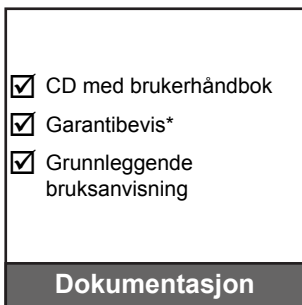 CD med brukerhåndbok
Garantibevis*
Grunnleggende
bruksanvisning
Dokumentasjon